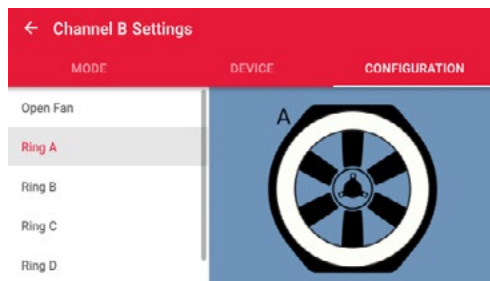 ← Channel B Settings
MODE DEVICE CONFIGURATION
Open Fan
A
Ring A
Ring B
Ring C
Ring D